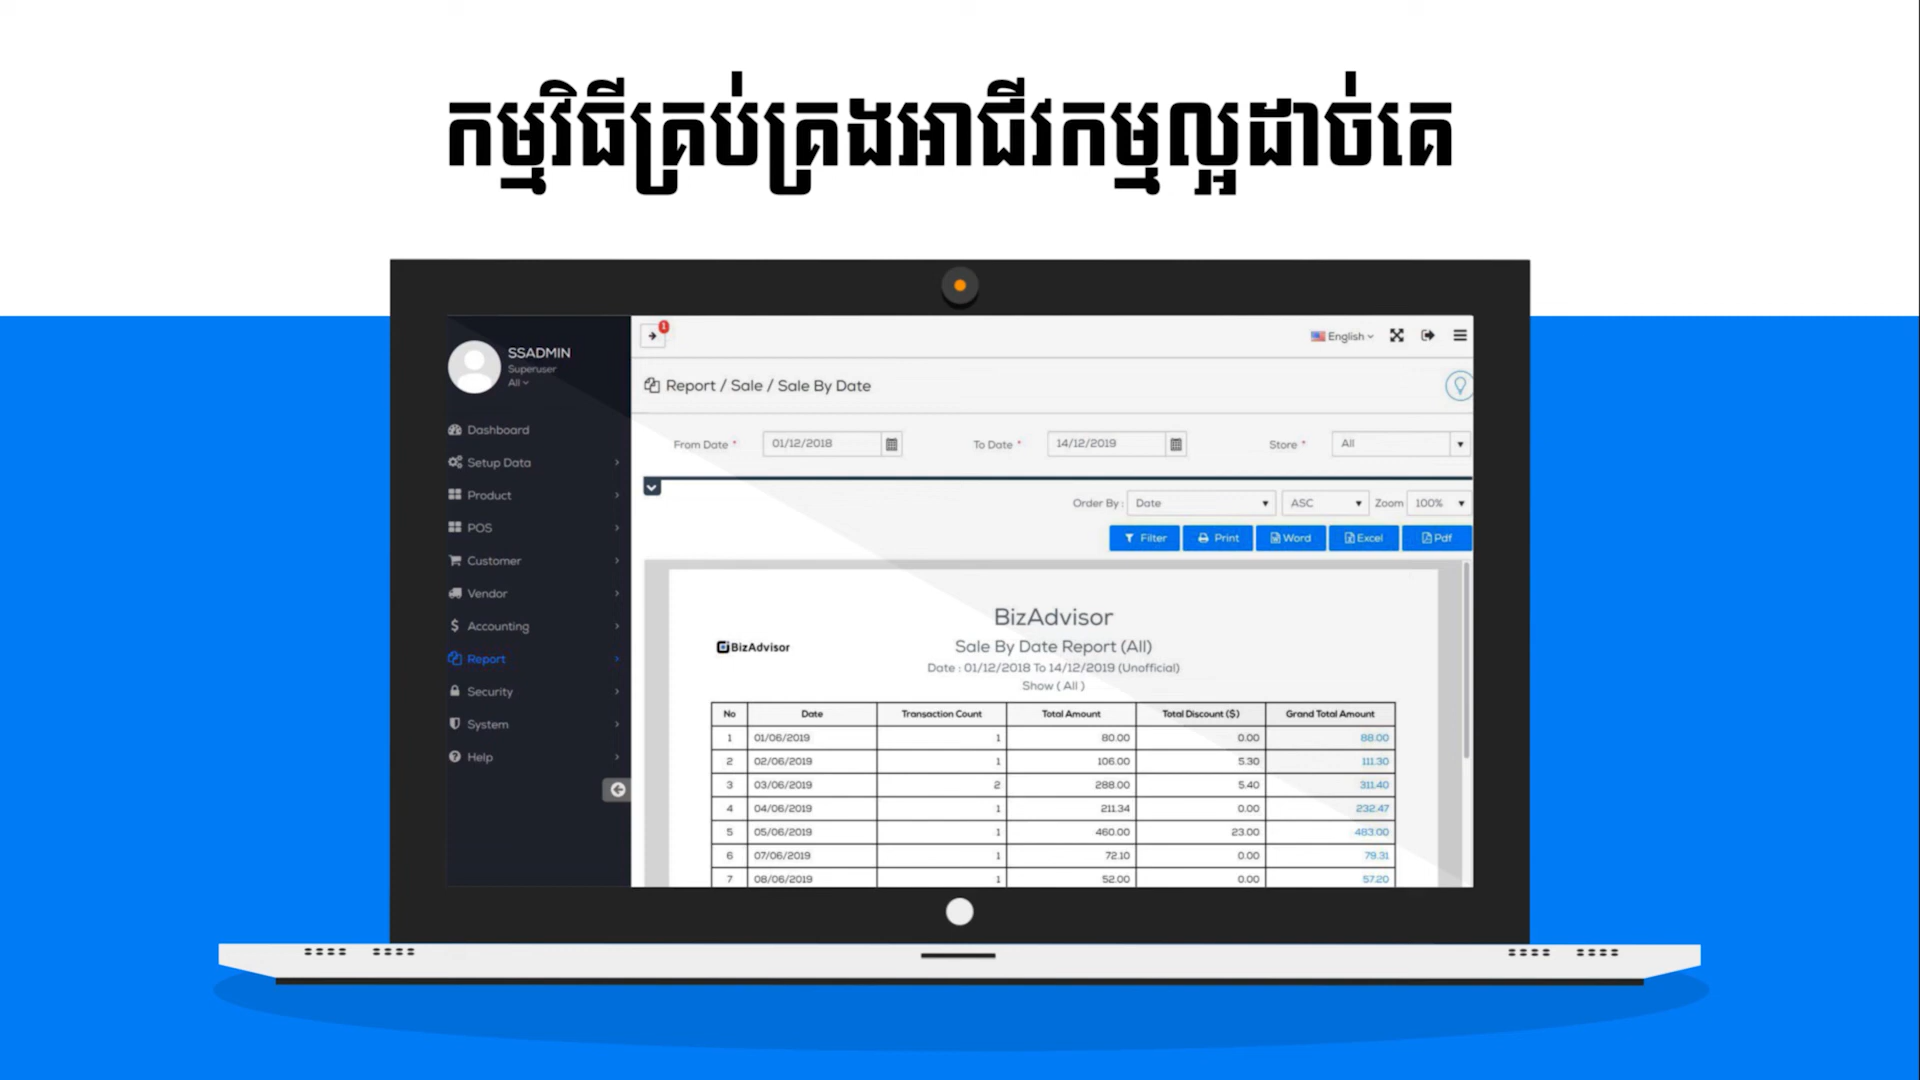 កម្មវិធីគ្រប់គ្រងអាជីវកម្មល្អដាច់គេ
SSADMIN
Superuser
All
1
English
Report / Sale / Sale By Date
Dashboard
Setup Data
Product
POS
Customer
Vendor
Accounting
Report
Security
System
Help
From Date * 01/12/2018 To Date * 14/12/2019 Store * All
Order By : Date ASC Zoom 100%
Filter Print Word Excel Pdf
BizAdvisor
BizAdvisor
Sale By Date Report (All)
Date : 01/12/2018 To 14/12/2019 (Unofficial)
Show ( All )
No Date Transaction Count Total Amount Total Discount ($) Grand Total Amount
1 01/06/2019 1 80.00 0.00 88.00
2 02/06/2019 1 106.00 5.30 111.30
3 03/06/2019 2 288.00 5.40 311.40
4 04/06/2019 1 211.34 0.00 232.47
5 05/06/2019 1 460.00 23.00 483.00
6 07/06/2019 1 72.10 0.00 79.31
7 08/06/2019 1 52.00 0.00 57.20